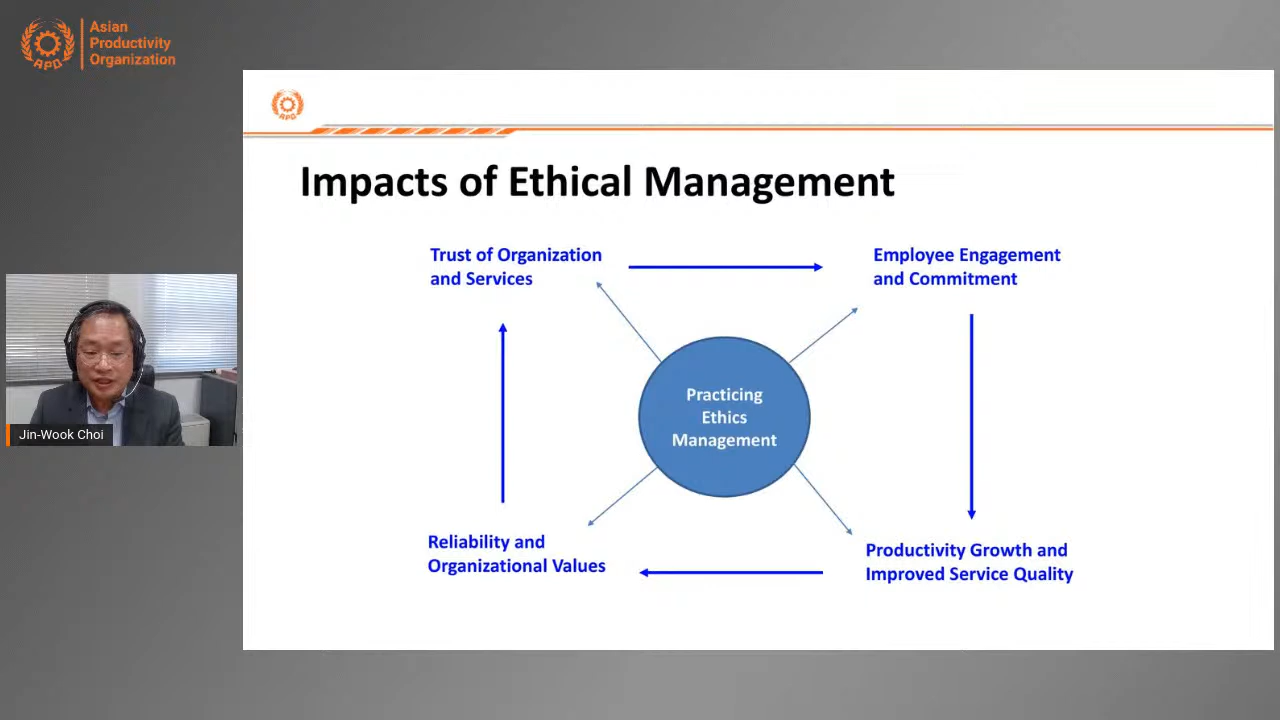 Asian
Productivity
Organization
APO
APO
Impacts of Ethical Management
Trust of Organization
and Services
Employee Engagement
and Commitment
Practicing
Ethics
Management
Jin-Wook Choi
Reliability and
Organizational Values
Productivity Growth and
Improved Service Quality